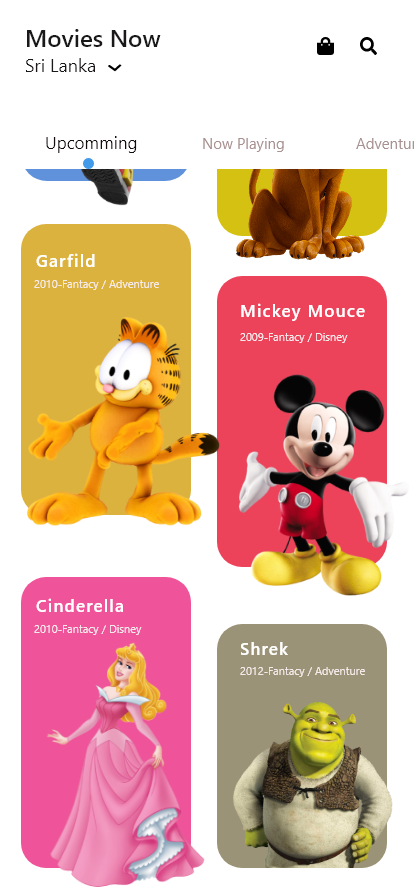 Movies Now
Sri Lanka
Upcomming
Now Playing
Adventur
Garfild
2010-Fantacy / Adventure
Mickey Mouce
2009-Fantacy / Disney
Cinderella
2010-Fantacy / Disney
Shrek
2012-Fantacy / Adventure